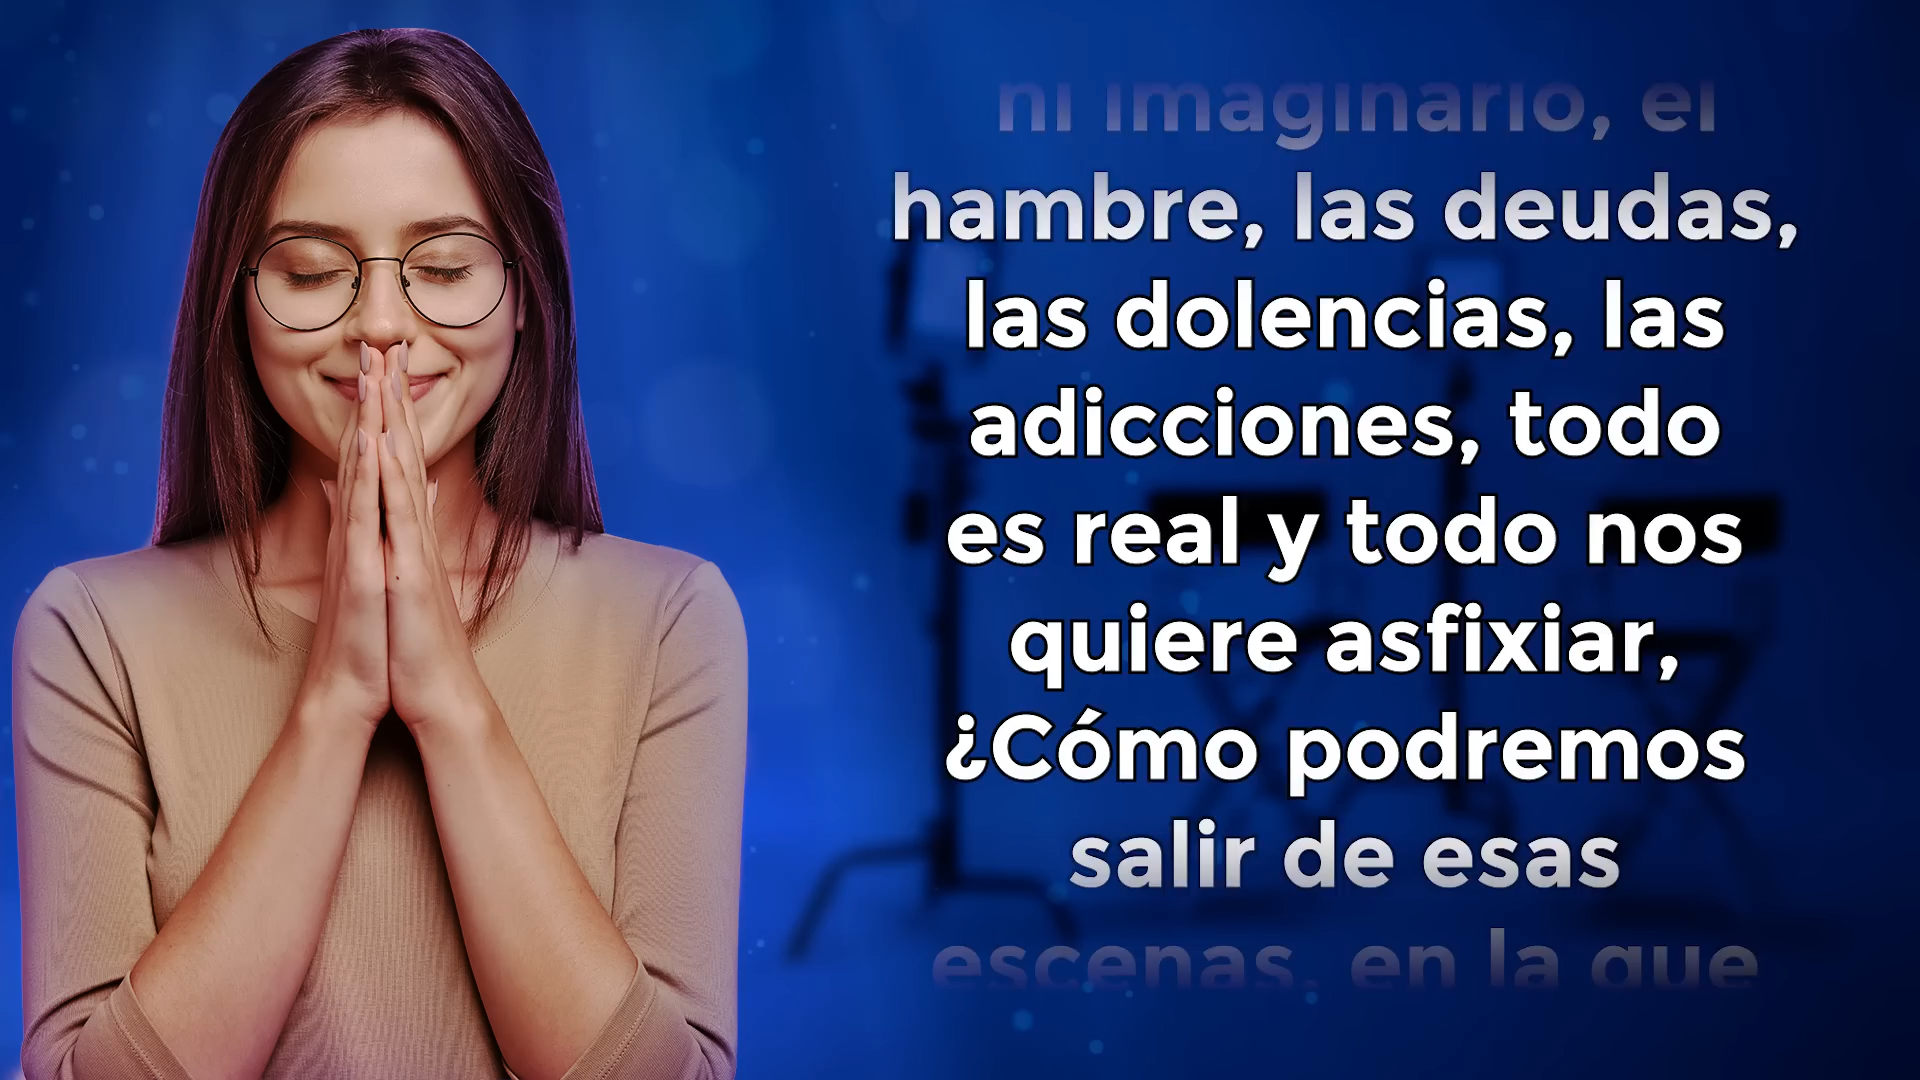 ni imaginario, el
hambre, las deudas,
las dolencias, las
adicciones, todo
es real y todo nos
quiere asfixiar,
¿Cómo podremos
salir de esas
escenas, en la que